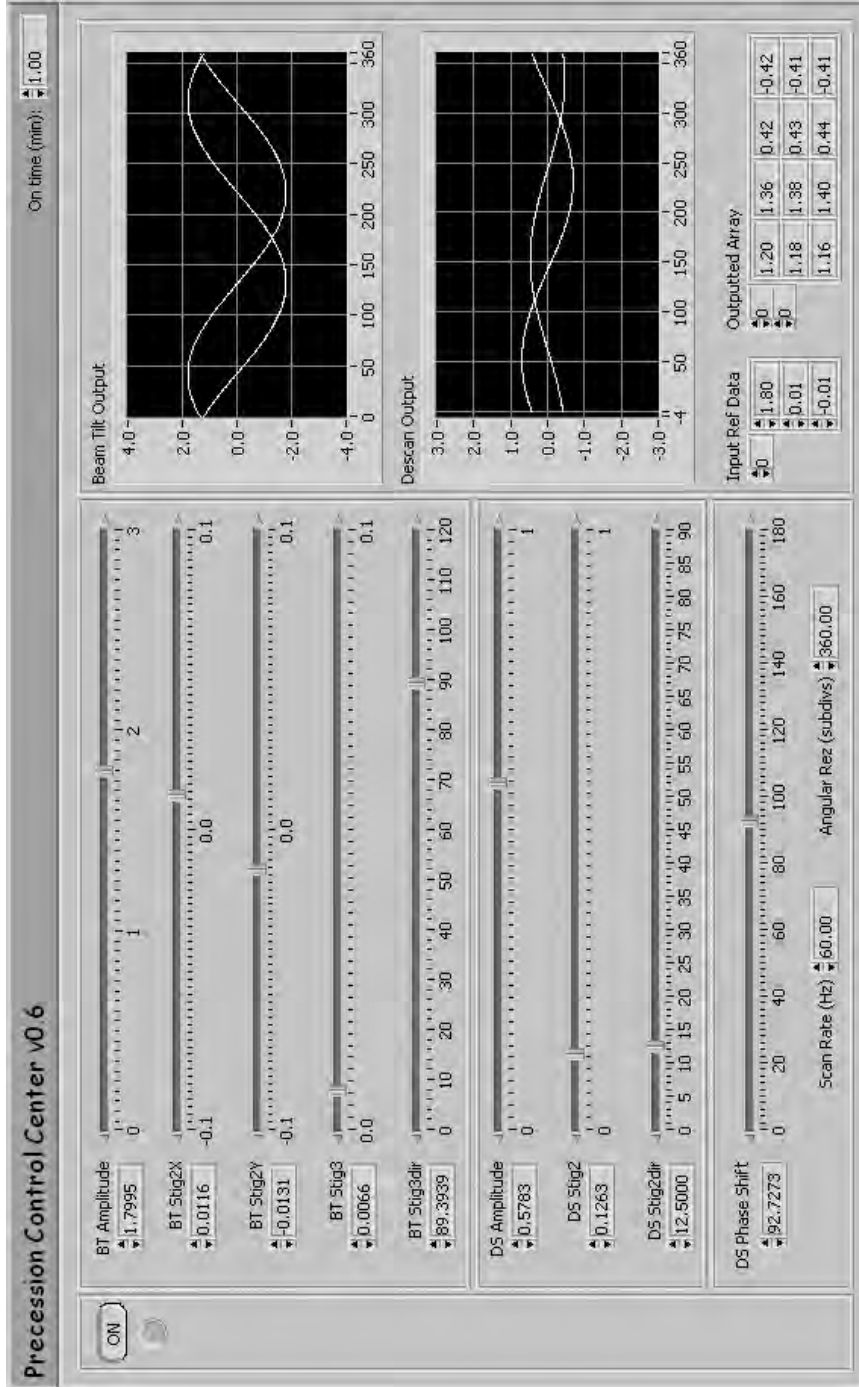 Precession Control Center v0.6
On time (min): 1.00
ON
BT Amplitude
1.7995
0 1 2 3
BT Stig2X
0.0116
-0.1 0.0 0.1
BT Stig2Y
-0.0131
-0.1 0.0 0.1
BT Stig3
0.0066
0.0 0.1
BT Stig3dir
89.3939
0 10 20 30 40 50 60 70 80 90 100 110 120
DS Amplitude
0.5783
0 1
DS Stig2
0.1263
0 1
DS Stig2dir
12.5000
0 5 10 15 20 25 30 35 40 45 50 55 60 65 70 75 80 85 90
DS Phase Shift
92.7273
0 20 40 60 80 100 120 140 160 180
Scan Rate (Hz) 60.00
Angular Rez (subdivs) 360.00
Beam Tilt Output
4.0
2.0
0.0
-2.0
-4.0
0 50 100 150 200 250 300 360
Descan Output
3.0
2.0
1.0
-0.0
-1.0
-2.0
-3.0
-4 50 100 150 200 250 300 360
Input Ref Data
0
1.80
0.01
-0.01
Outputted Array
0
0
1.20 1.36 0.42 -0.42
1.18 1.38 0.43 -0.41
1.16 1.40 0.44 -0.41